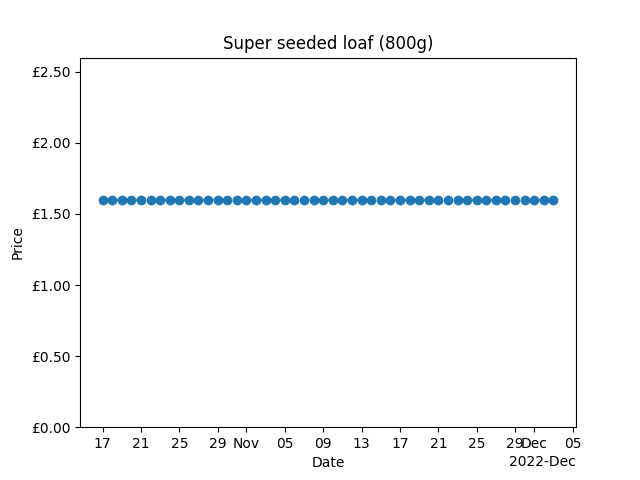 Super seeded loaf (800g)
£2.50
£2.00
£1.50
£1.00
£0.50
£0.00
Price
17 21 25 29 Nov 05 09 13 17 21 25 29 Dec 05
Date
2022-Dec